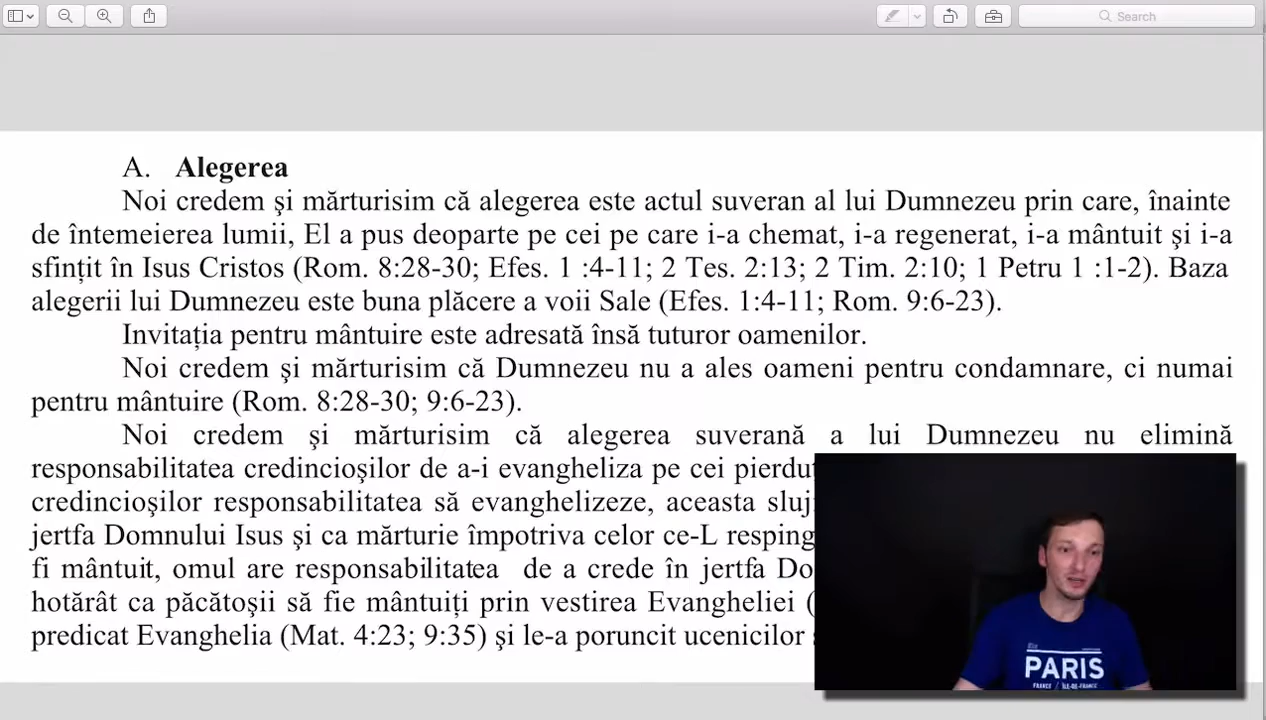 Search
A. Alegerea
Noi credem şi mărturisim că alegerea este actul suveran al lui Dumnezeu prin care, înainte
de întemeierea lumii, El a pus deoparte pe cei pe care i-a chemat, i-a regenerat, i-a mântuit şi i-a
sfinţit în Isus Cristos (Rom. 8:28-30; Efes. 1 :4-11; 2 Tes. 2:13; 2 Tim. 2:10; 1 Petru 1 :1-2). Baza
alegerii lui Dumnezeu este buna plăcere a voii Sale (Efes. 1:4-11; Rom. 9:6-23).
Invitaţia pentru mântuire este adresată însă tuturor oamenilor.
Noi credem şi mărturisim că Dumnezeu nu a ales oameni pentru condamnare, ci numai
pentru mântuire (Rom. 8:28-30; 9:6-23).
Noi credem şi mărturisim că alegerea suverană a lui Dumnezeu nu elimină
responsabilitatea credincioşilor de a-i evangheliza pe cei
credincioşilor responsabilitatea să evanghelizeze, aceasta
jertfa Domnului Isus şi ca mărturie împotriva celor ce-L resping
fi mântuit, omul are responsabilitatea de a crede în jertfa
hotărât ca păcătoşii să fie mântuiţi prin vestirea Evangheliei (
predicat Evanghelia (Mat. 4:23; 9:35) şi le-a poruncit ucenicilor
PARIS
FRANCE / ÎLE-DE-FRANCE